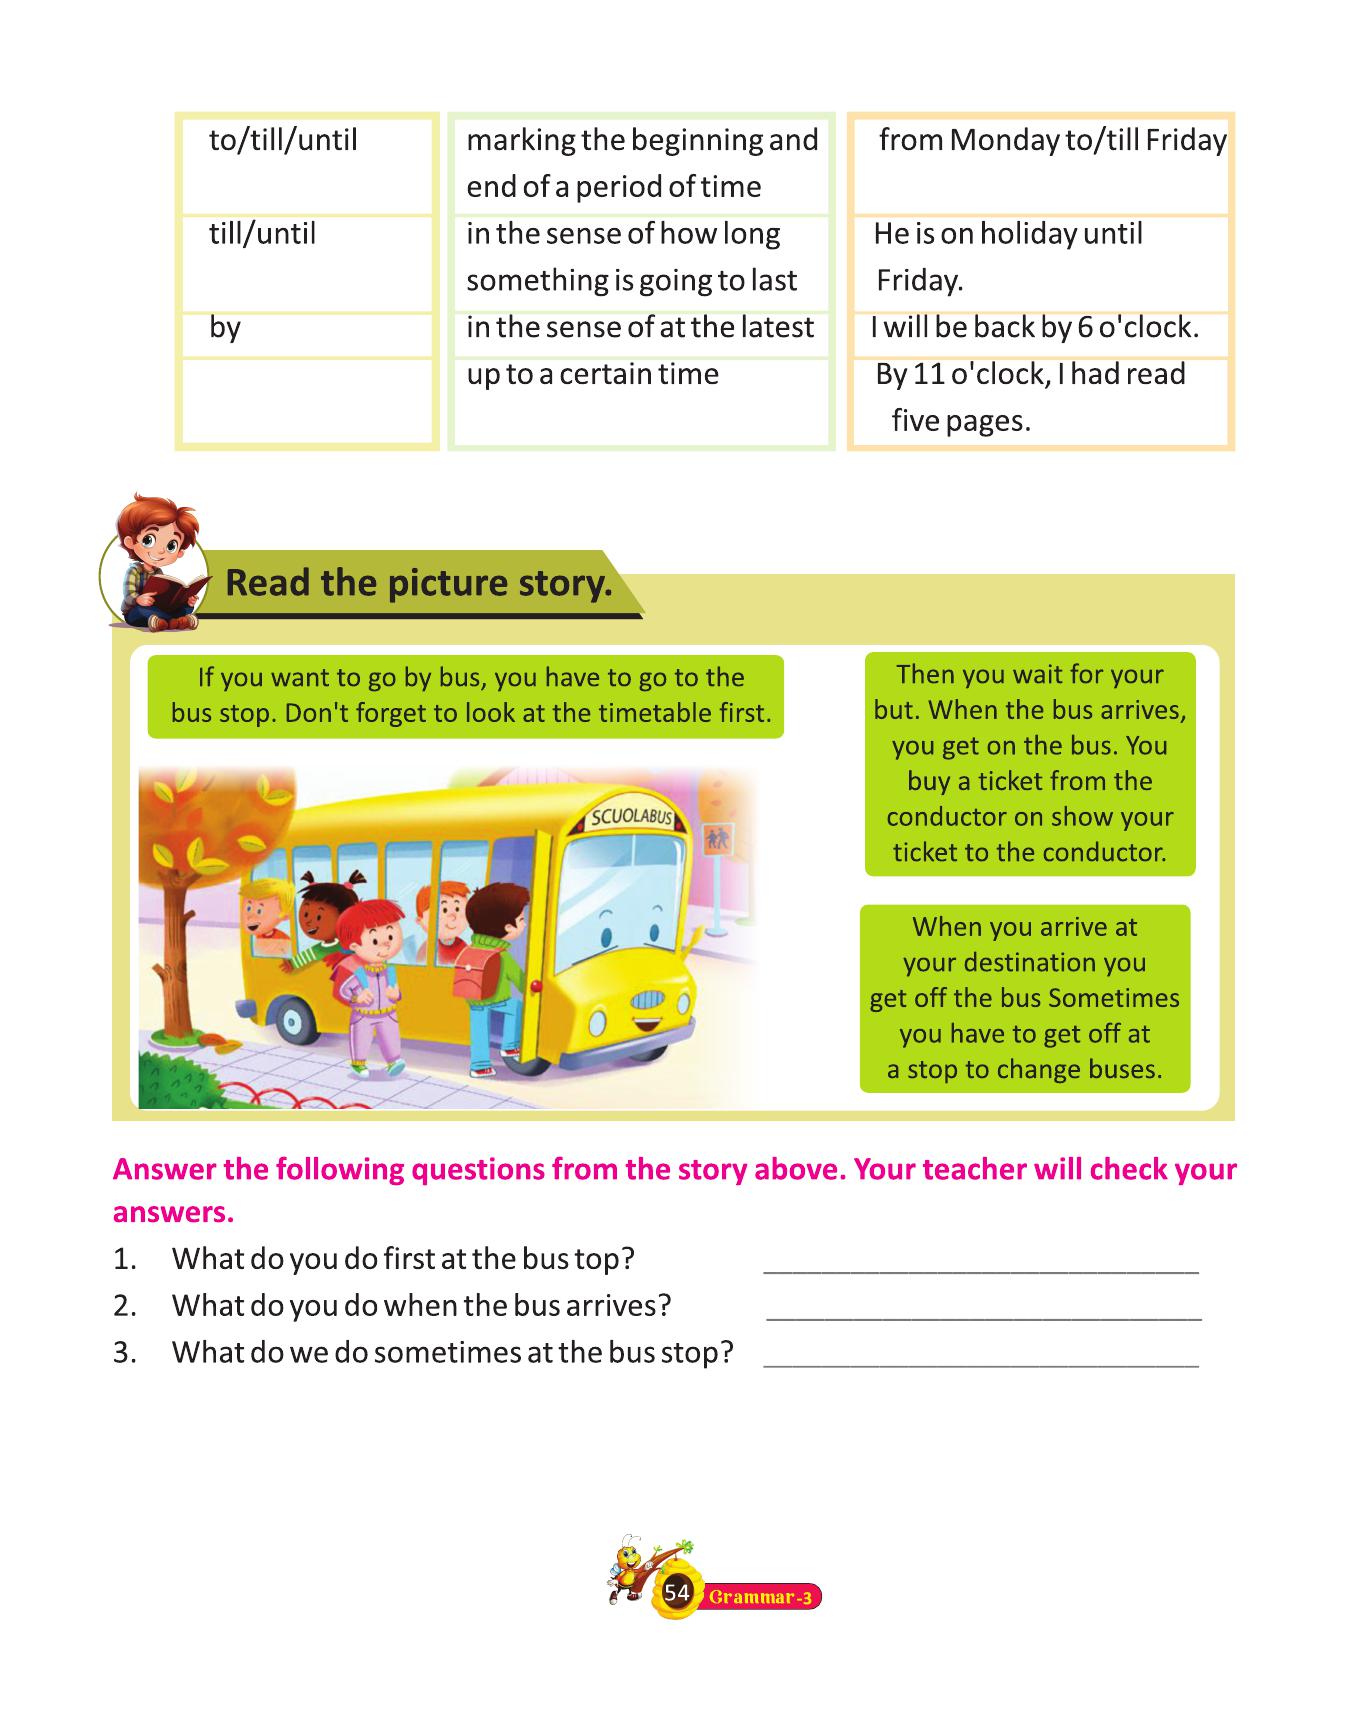 to/till/until
marking the beginning and
end of a period of time
from Monday to/till Friday
till/until
in the sense of how long
something is going to last
He is on holiday until
Friday.
by
in the sense of at the latest
I will be back by 6 o'clock.
up to a certain time
By 11 o'clock, I had read
five pages.
Read the picture story.
If you want to go by bus, you have to go to the
bus stop. Don't forget to look at the timetable first.
SCUOLABUS
Then you wait for your
but. When the bus arrives,
you get on the bus. You
buy a ticket from the
conductor on show your
ticket to the conductor.
When you arrive at
your destination you
get off the bus Sometimes
you have to get off at
a stop to change buses.
Answer the following questions from the story above. Your teacher will check your
answers.
1. What do you do first at the bus top? ______________________________
2. What do you do when the bus arrives? ______________________________
3. What do we do sometimes at the bus stop? ______________________________
54 Grammar-3